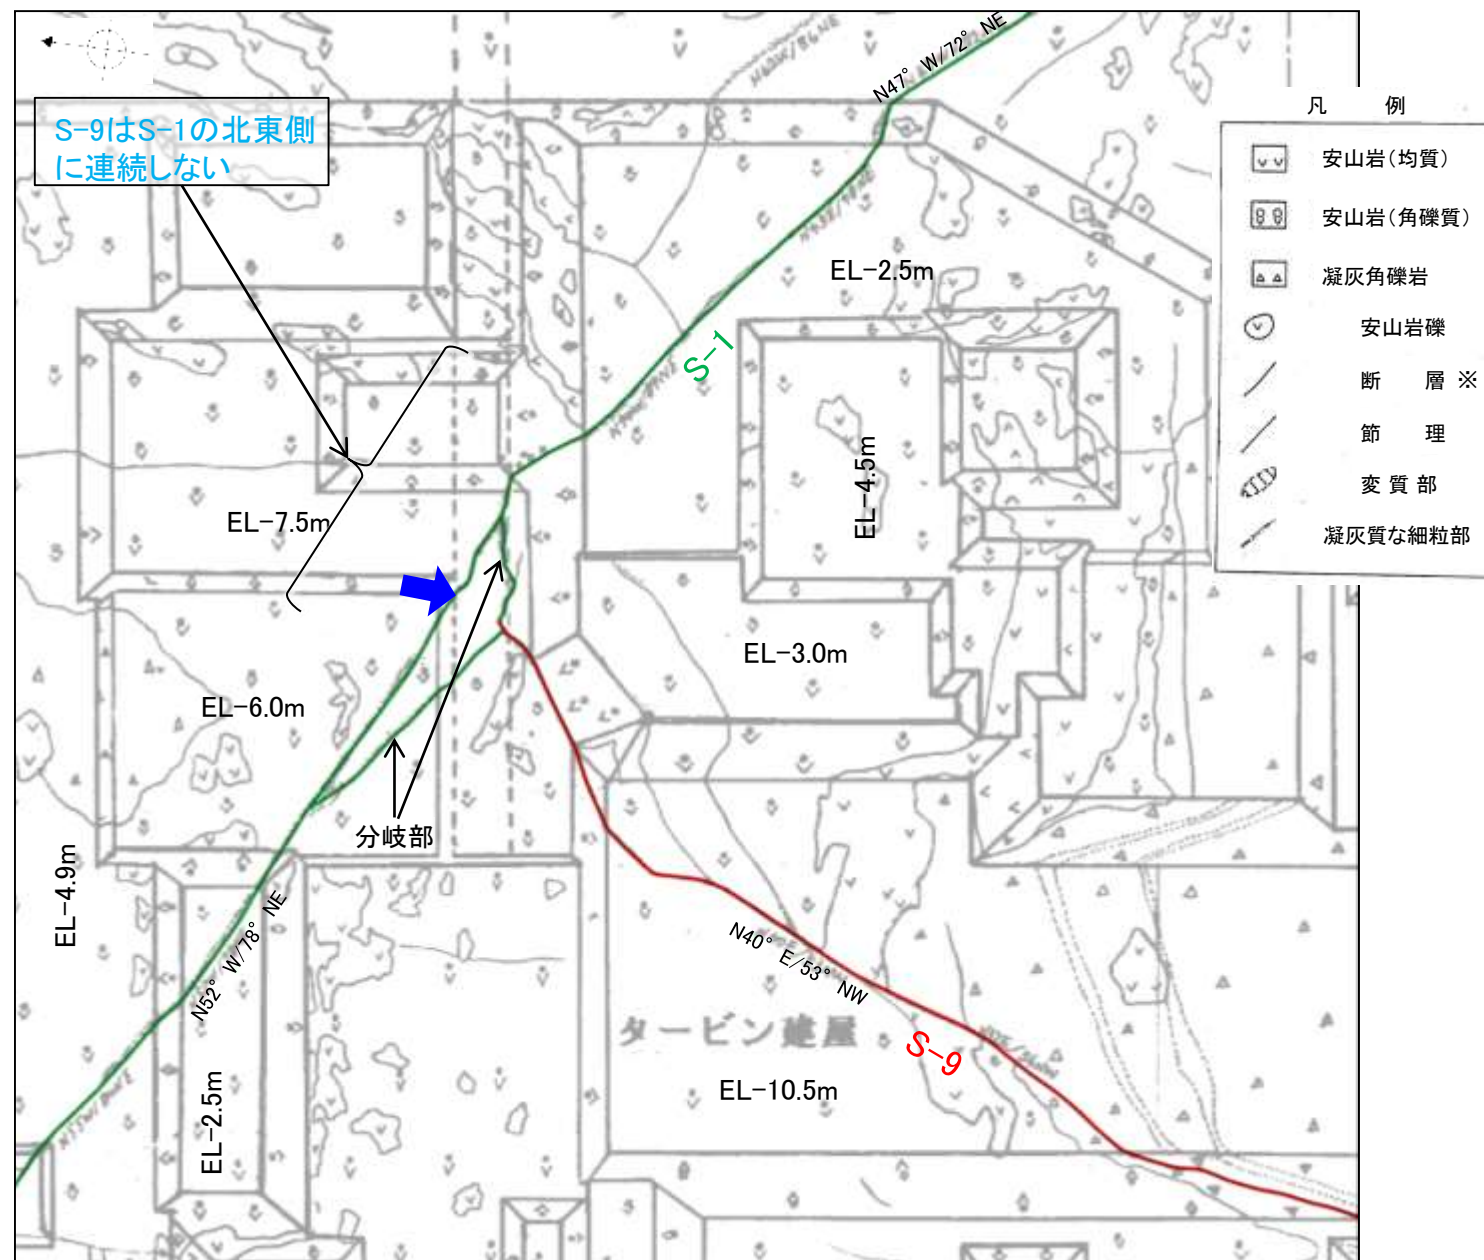 S-9はS-1の北東側
に連続しない
N47° W/72° NE
N62W/86NE
凡 例
安山岩(均質)
安山岩(角礫質)
凝灰角礫岩
安山岩礫
断 層 ※
節 理
変 質 部
凝灰質な細粒部
EL-2.5m
S-1
EL-4.5m
EL-7.5m
EL-3.0m
EL-6.0m
分岐部
EL-4.9m
N52° W/78° NE
N40° E/53° NW
タービン建屋
S-9
EL-10.5m
EL-2.5m